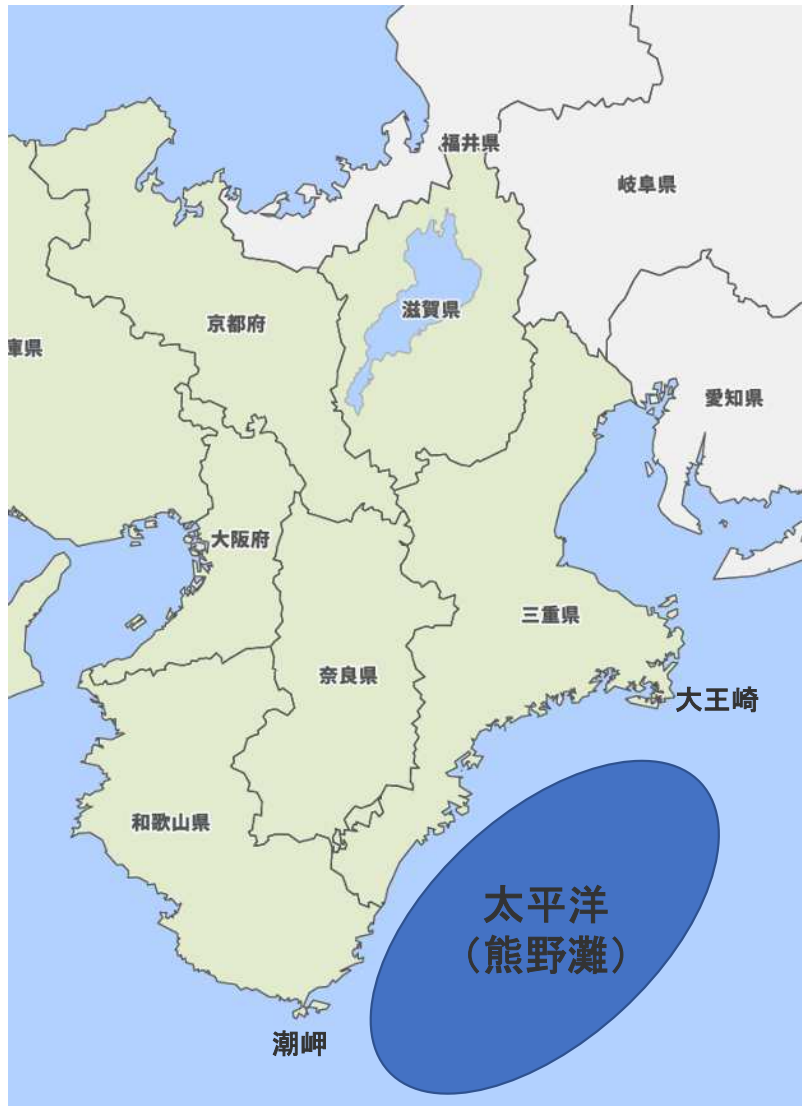 福井県
岐阜県
滋賀県
京都府
庫県
愛知県
大阪府
三重県
奈良県
大王崎
和歌山県
太平洋
（熊野灘）
潮岬